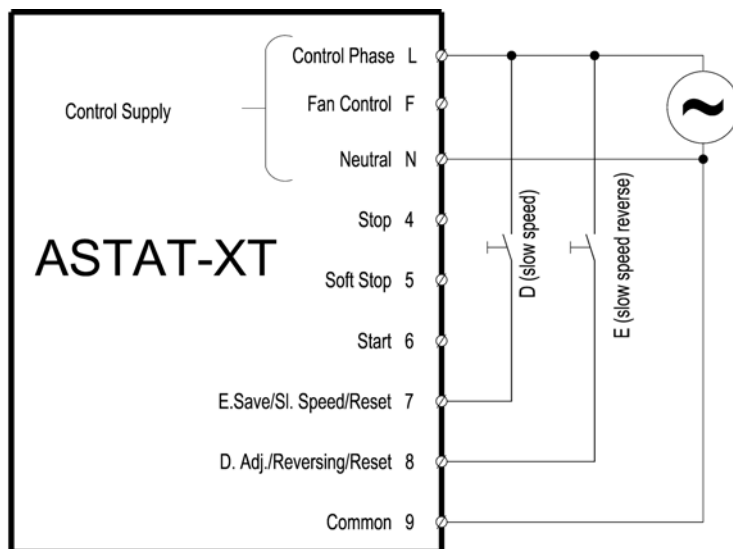 Control Phase L
Fan Control F
Control Supply
Neutral N
Stop 4
ASTAT-XT
Soft Stop 5
Start 6
E.Save/Sl. Speed/Reset 7
D. Adj./Reversing/Reset 8
Common 9
D (slow speed)
E (slow speed reverse)
~